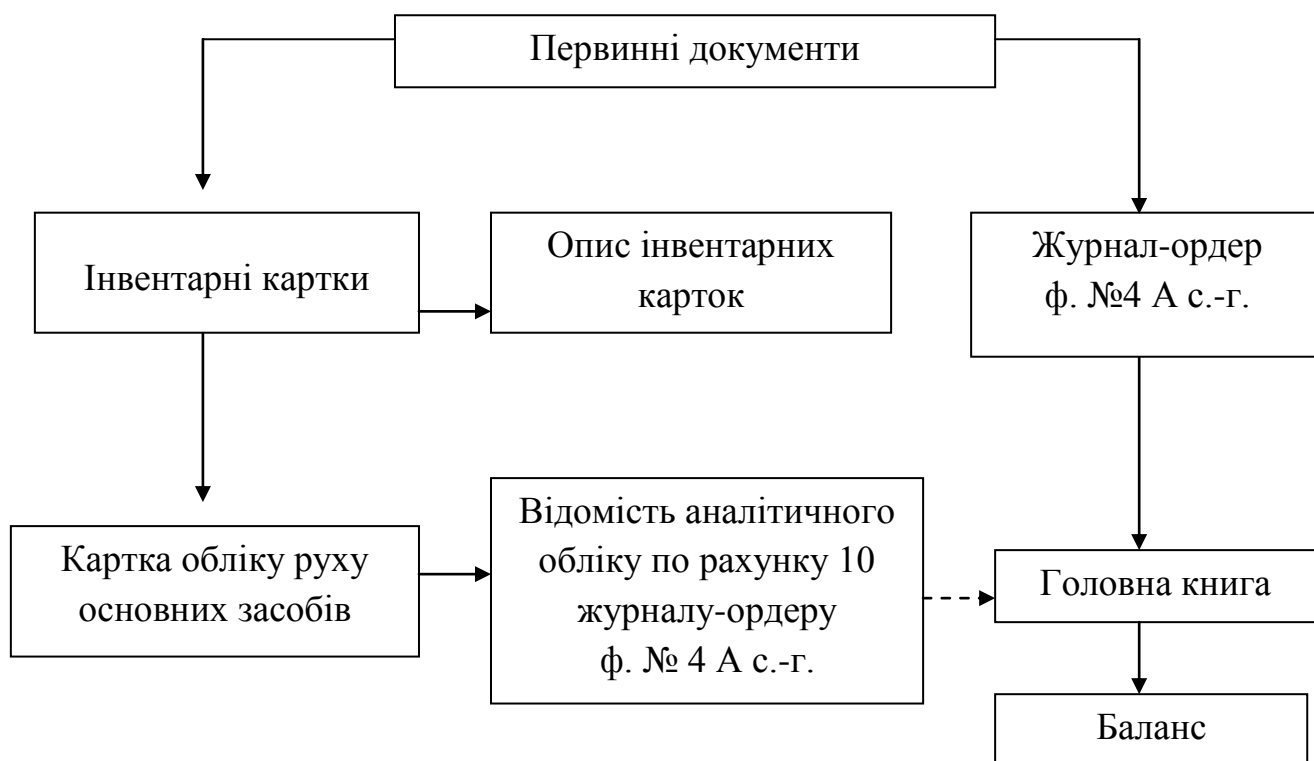 Первинні документи
Інвентарні картки
Опис інвентарних
карток
Журнал-ордер
ф. №4 А с.-г.
Картка обліку руху
основних засобів
Відомість аналітичного
обліку по рахунку 10
журналу-ордеру
ф. № 4 А с.-г.
Головна книга
Баланс